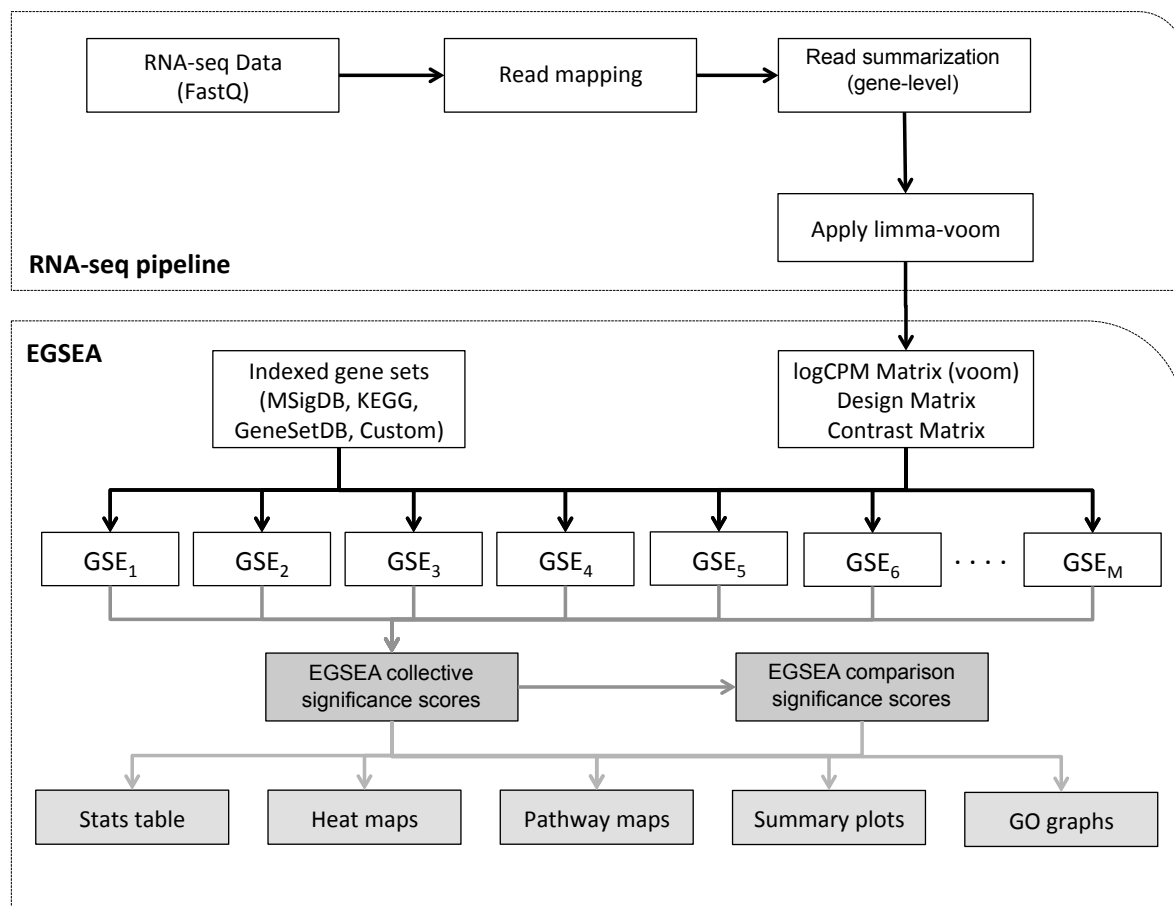 RNA-seq Data
(FastQ)
Read mapping
Read summarization
(gene-level)
Apply limma-voom
RNA-seq pipeline
EGSEA
Indexed gene sets
(MSigDB, KEGG,
GeneSetDB, Custom)
logCPM Matrix (voom)
Design Matrix
Contrast Matrix
GSE₁ GSE₂ GSE₃ GSE₄ GSE₅ GSE₆ · · · · GSE_M
EGSEA collective
significance scores
EGSEA comparison
significance scores
Stats table Heat maps Pathway maps Summary plots GO graphs